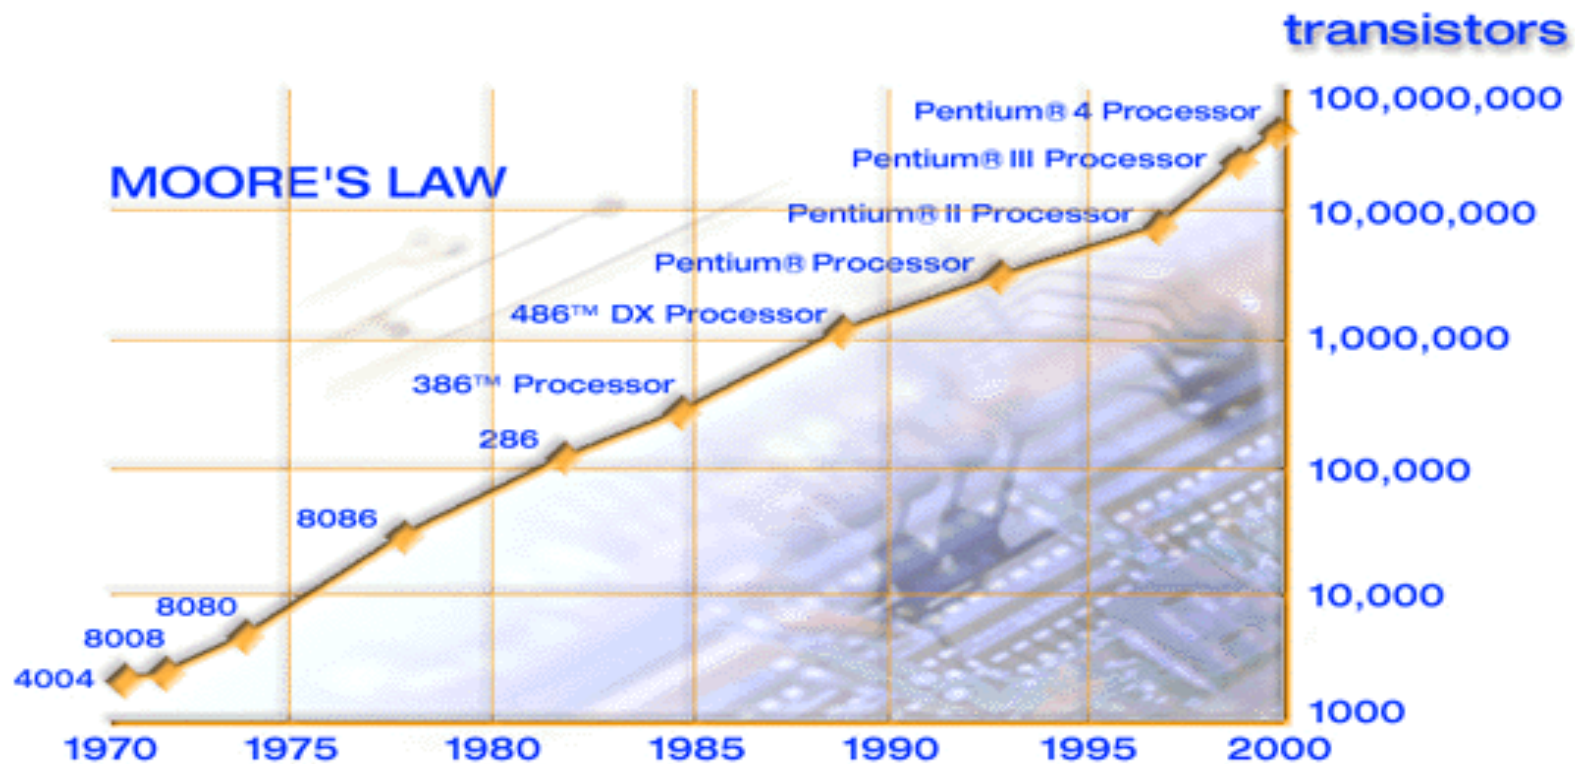 transistors
100,000,000
Pentium® 4 Processor
Pentium® III Processor
MOORE'S LAW
10,000,000
Pentium® II Processor
Pentium® Processor
486™ DX Processor
1,000,000
386™ Processor
286
100,000
8086
10,000
8080
8008
4004
1000
1970 1975 1980 1985 1990 1995 2000